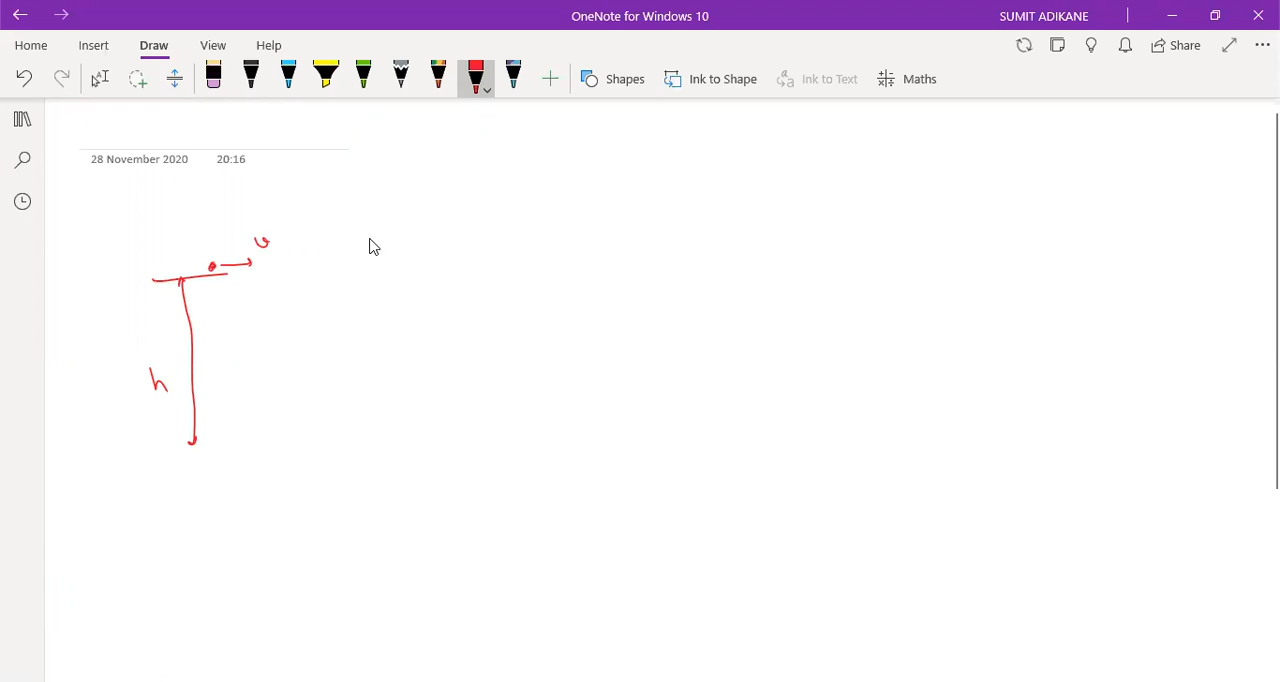 OneNote for Windows 10
SUMIT ADIKANE
Home Insert Draw View Help
Share
Shapes Ink to Shape Ink to Text Maths
28 November 2020 20:16
h